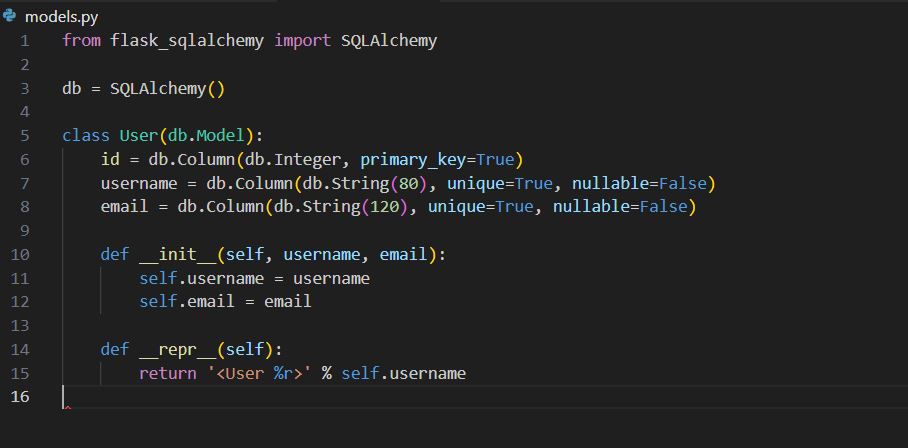 models.py
1 from flask_sqlalchemy import SQLAlchemy
2
3 db = SQLAlchemy()
4
5 class User(db.Model):
6     id = db.Column(db.Integer, primary_key=True)
7     username = db.Column(db.String(80), unique=True, nullable=False)
8     email = db.Column(db.String(120), unique=True, nullable=False)
9
10     def __init__(self, username, email):
11         self.username = username
12         self.email = email
13
14     def __repr__(self):
15         return '<User %r>' % self.username
16